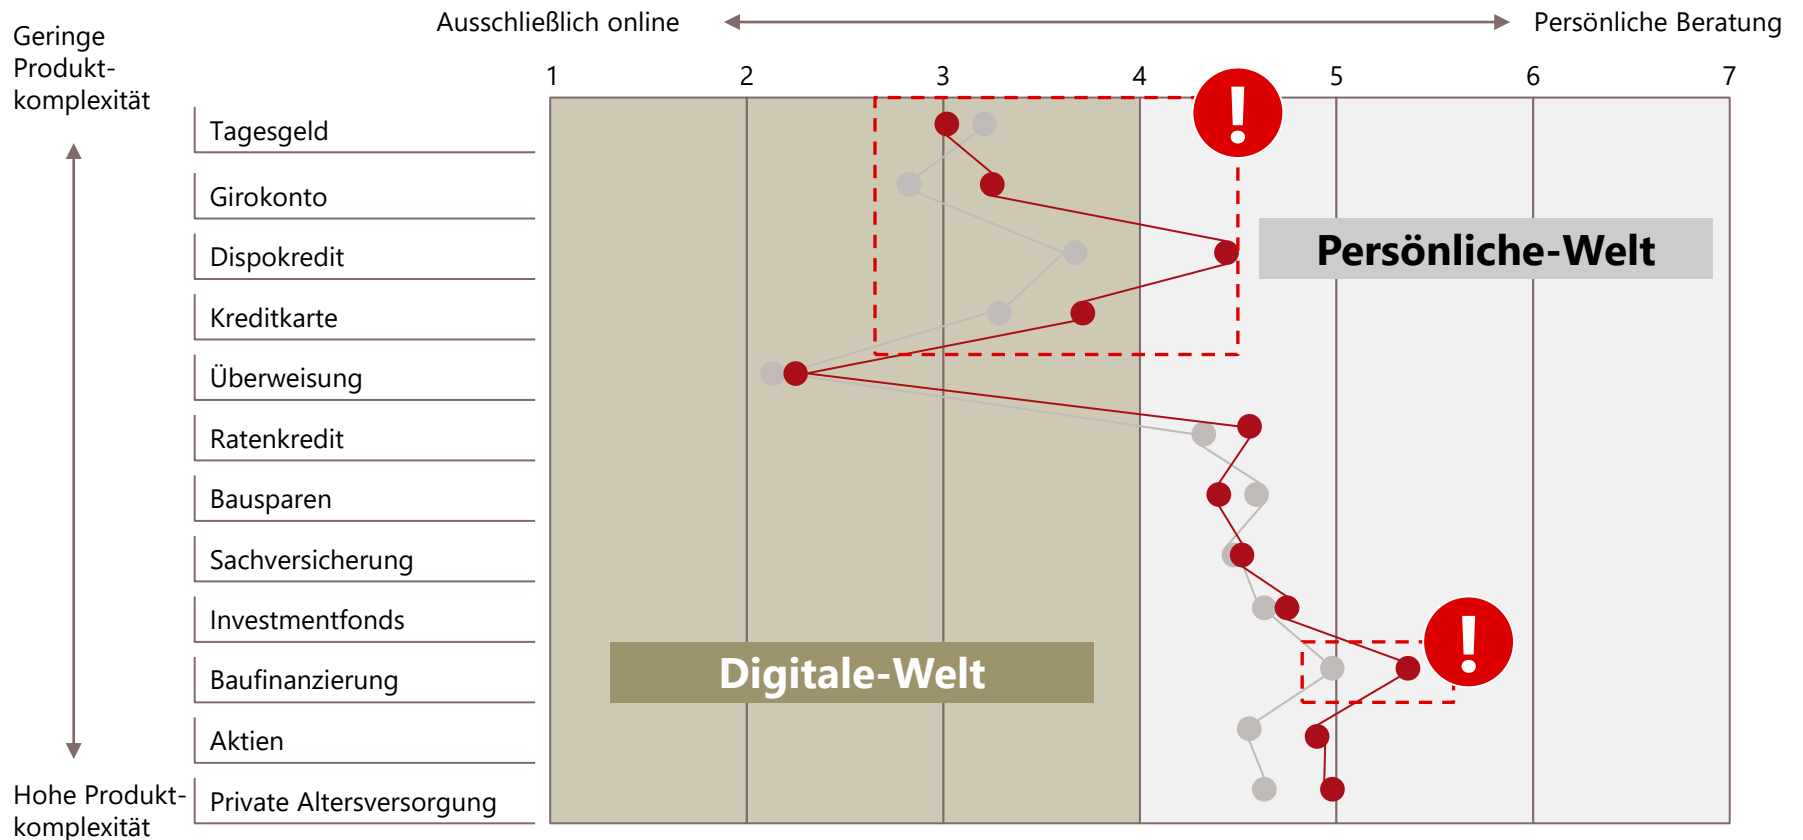 Ausschließlich online
Persönliche Beratung
Geringe
Produkt-
komplexität
1 2 3 4 5 6 7
!
Tagesgeld
Girokonto
Dispokredit
Persönliche-Welt
Kreditkarte
Überweisung
Ratenkredit
Bausparen
Sachversicherung
Investmentfonds
!
Digitale-Welt
Baufinanzierung
Aktien
Private Altersversorgung
Hohe Produkt-
komplexität